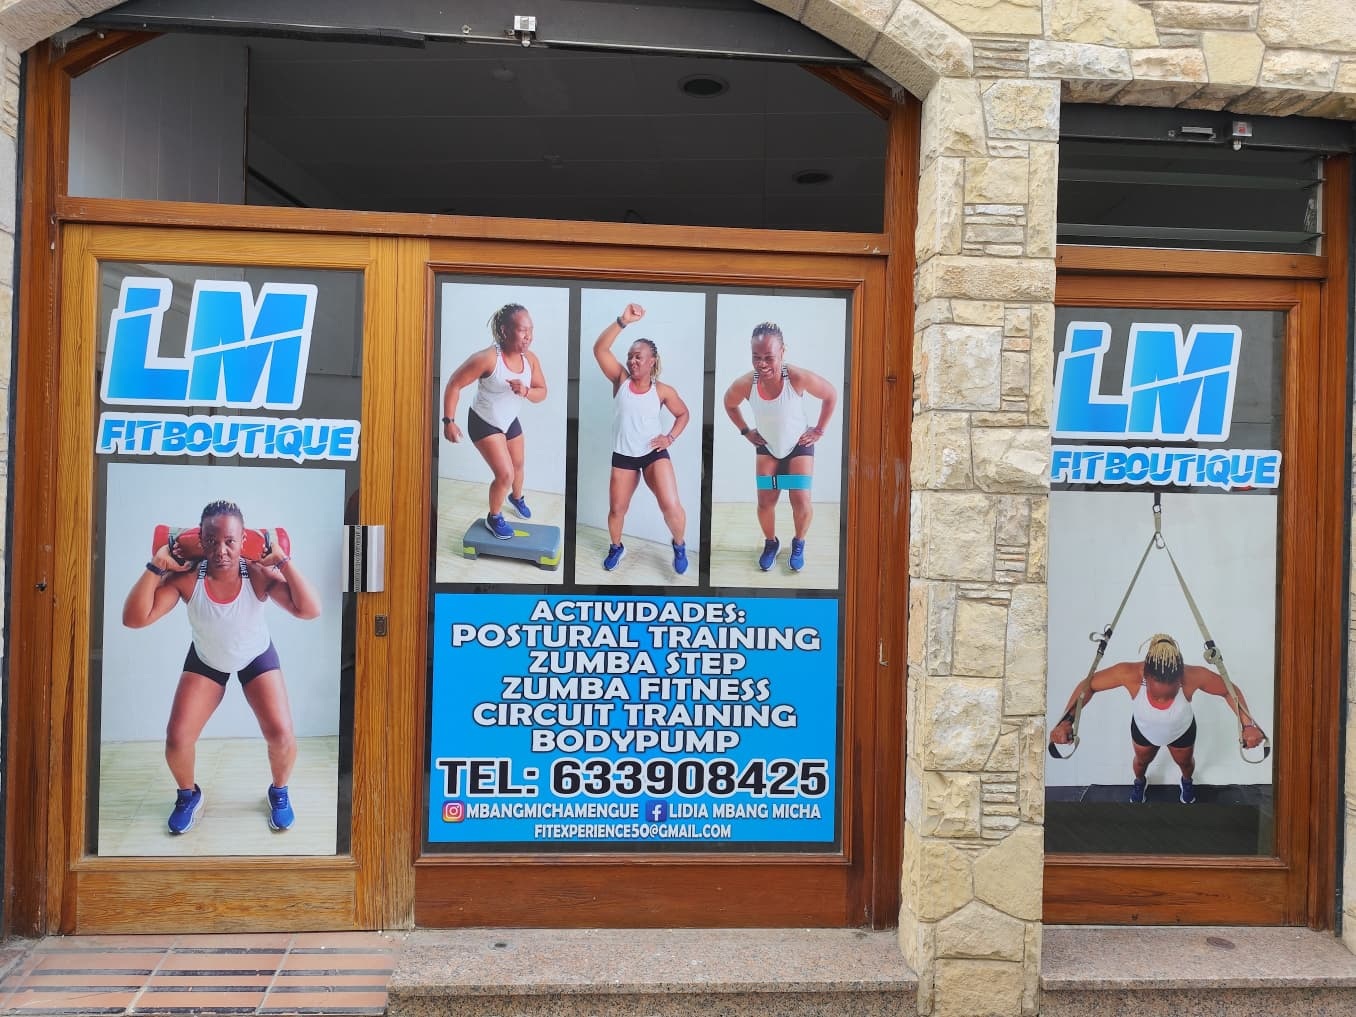 LM
FITBOUTIQUE
ACTIVIDADES:
POSTURAL TRAINING
ZUMBA STEP
ZUMBA FITNESS
CIRCUIT TRAINING
BODYPUMP
TEL: 633908425
MBANGMICHAMENGUE LIDIA MBANG MICHA
FITEXPERIENCE50@GMAIL.COM
LM
FITBOUTIQUE